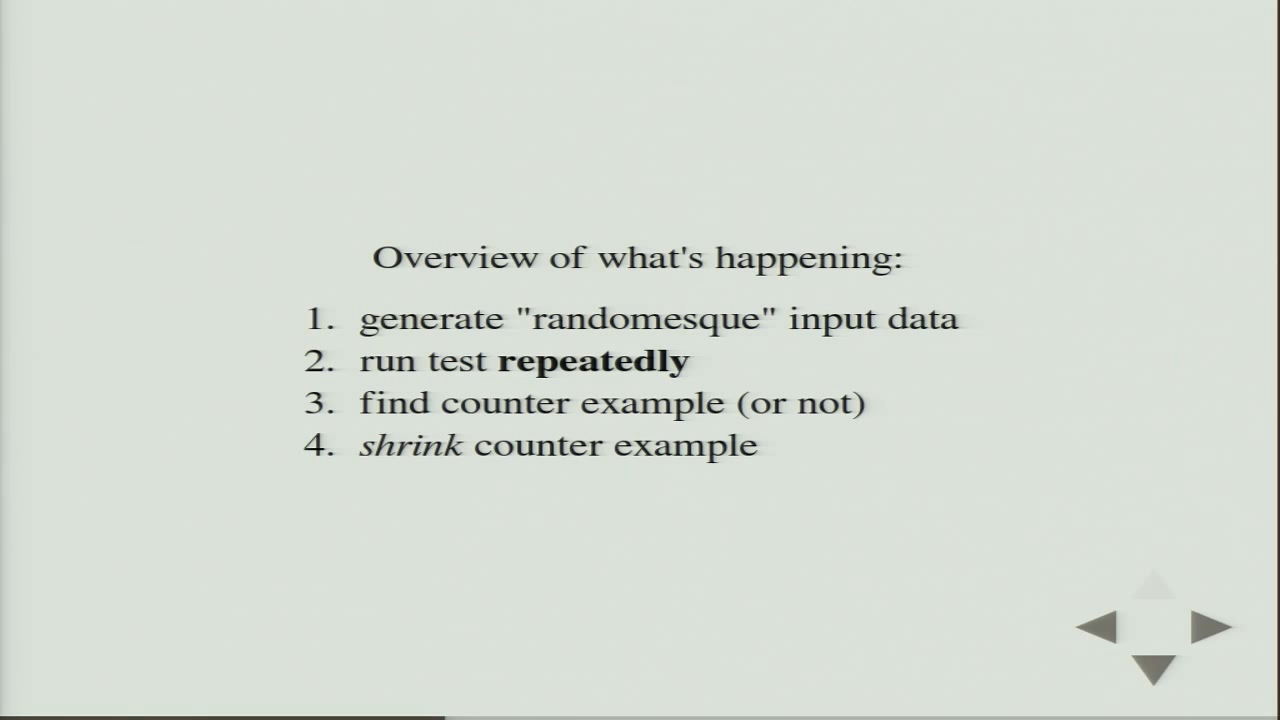 Overview of what's happening:
1. generate "randomesque" input data
2. run test repeatedly
3. find counter example (or not)
4. shrink counter example